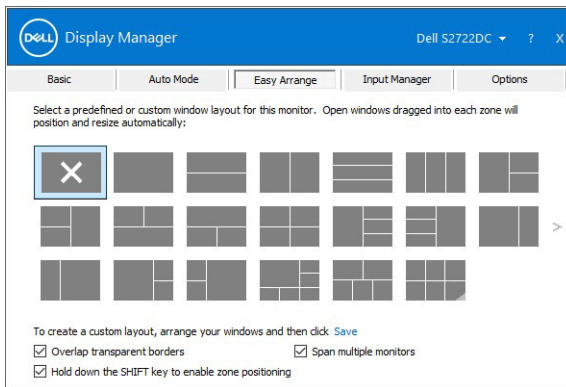 DELL Display Manager Dell S2722DC ? X
Basic Auto Mode Easy Arrange Input Manager Options
Select a predefined or custom window layout for this monitor. Open windows dragged into each zone will
position and resize automatically:
To create a custom layout, arrange your windows and then click Save
Overlap transparent borders Span multiple monitors
Hold down the SHIFT key to enable zone positioning